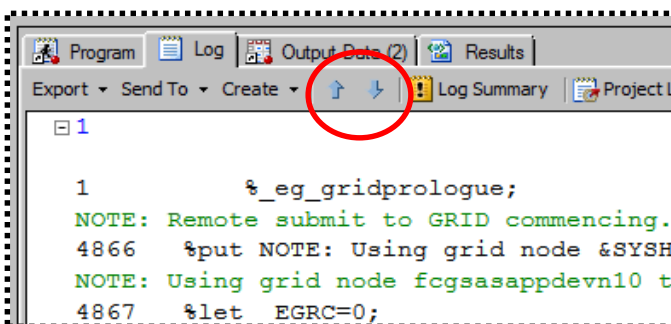 Program Log Output Data (2) Results
Export Send To Create Log Summary Project L
1
1 %_eg_gridprologue;
NOTE: Remote submit to GRID commencing.
4866 %put NOTE: Using grid node &SYSH
NOTE: Using grid node fcgsasappdevn10 t
4867 %let _EGRC=0;